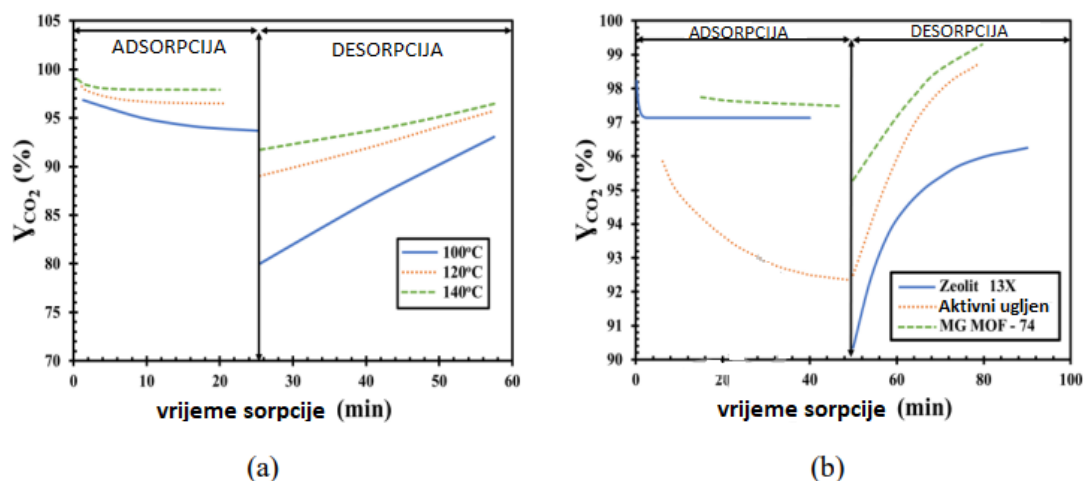 ADSORPCIJA
DESORPCIJA
105
100
95
90
85
80
75
70
γCO2 (%)
100°C
120°C
140°C
0
10
20
30
40
50
60
vrijeme sorpcije (min)
(a)
ADSORPCIJA
DESORPCIJA
100
99
98
97
96
95
94
93
92
91
90
γCO2 (%)
Zeolit 13X
Aktivni ugljen
MG MOF - 74
0
20
40
60
80
100
vrijeme sorpcije (min)
(b)